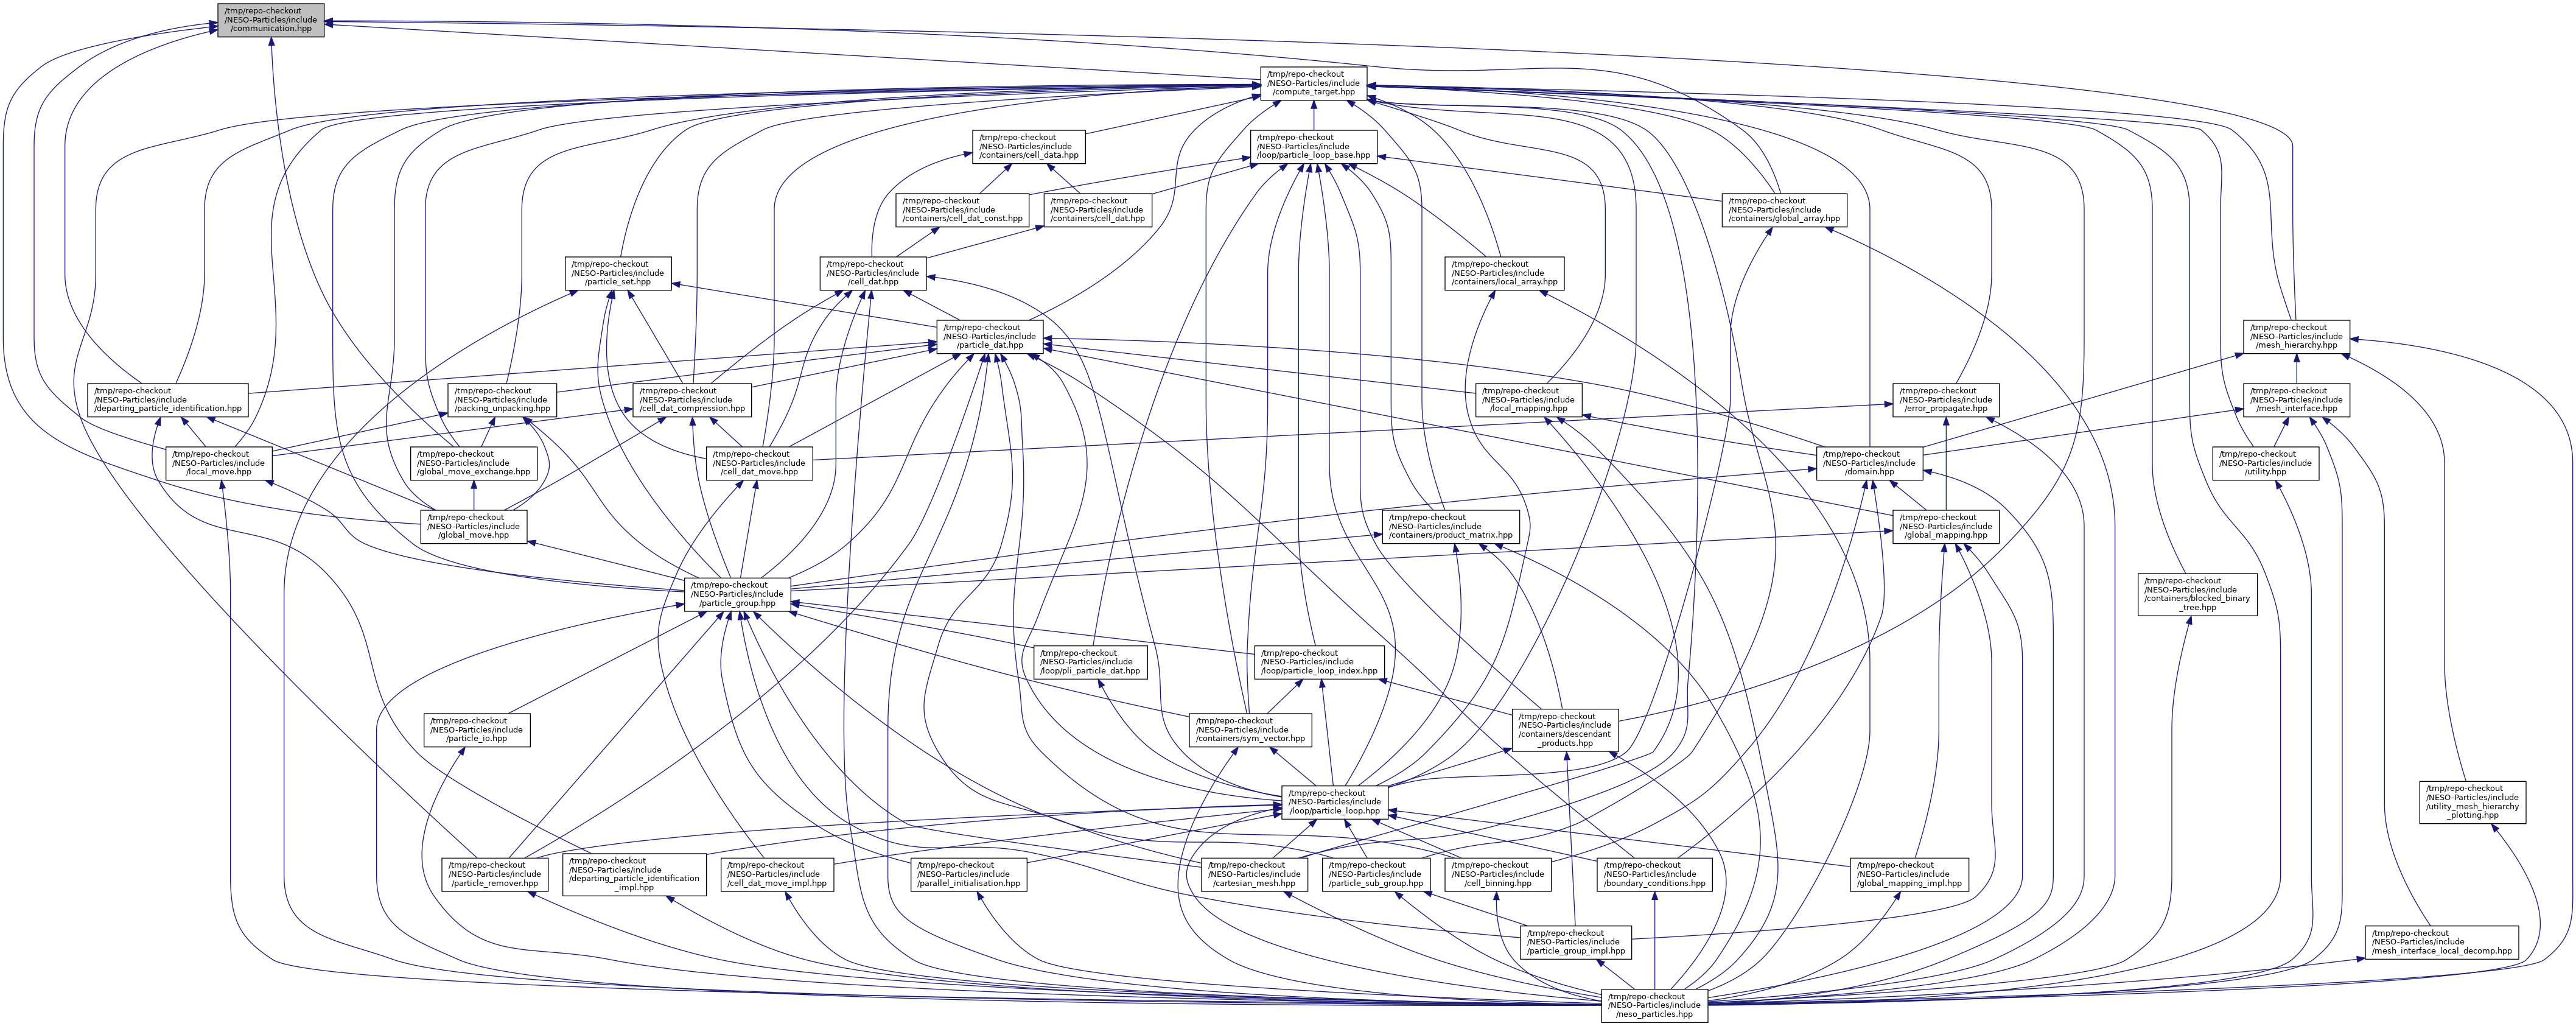 /tmp/repo-checkout
/NESO-Particles/include
/communication.hpp
/tmp/repo-checkout
/NESO-Particles/include
/compute_target.hpp
/tmp/repo-checkout
/NESO-Particles/include
/containers/cell_data.hpp
/tmp/repo-checkout
/NESO-Particles/include
/loop/particle_loop_base.hpp
/tmp/repo-checkout
/NESO-Particles/include
/containers/cell_dat_const.hpp
/tmp/repo-checkout
/NESO-Particles/include
/containers/cell_dat.hpp
/tmp/repo-checkout
/NESO-Particles/include
/containers/global_array.hpp
/tmp/repo-checkout
/NESO-Particles/include
/particle_set.hpp
/tmp/repo-checkout
/NESO-Particles/include
/cell_dat.hpp
/tmp/repo-checkout
/NESO-Particles/include
/containers/local_array.hpp
/tmp/repo-checkout
/NESO-Particles/include
/particle_dat.hpp
/tmp/repo-checkout
/NESO-Particles/include
/mesh_hierarchy.hpp
/tmp/repo-checkout
/NESO-Particles/include
/departing_particle_identification.hpp
/tmp/repo-checkout
/NESO-Particles/include
/packing_unpacking.hpp
/tmp/repo-checkout
/NESO-Particles/include
/cell_dat_compression.hpp
/tmp/repo-checkout
/NESO-Particles/include
/local_mapping.hpp
/tmp/repo-checkout
/NESO-Particles/include
/error_propagate.hpp
/tmp/repo-checkout
/NESO-Particles/include
/mesh_interface.hpp
/tmp/repo-checkout
/NESO-Particles/include
/local_move.hpp
/tmp/repo-checkout
/NESO-Particles/include
/global_move_exchange.hpp
/tmp/repo-checkout
/NESO-Particles/include
/cell_dat_move.hpp
/tmp/repo-checkout
/NESO-Particles/include
/domain.hpp
/tmp/repo-checkout
/NESO-Particles/include
/utility.hpp
/tmp/repo-checkout
/NESO-Particles/include
/global_move.hpp
/tmp/repo-checkout
/NESO-Particles/include
/containers/product_matrix.hpp
/tmp/repo-checkout
/NESO-Particles/include
/global_mapping.hpp
/tmp/repo-checkout
/NESO-Particles/include
/particle_group.hpp
/tmp/repo-checkout
/NESO-Particles/include
/containers/blocked_binary
_tree.hpp
/tmp/repo-checkout
/NESO-Particles/include
/loop/pli_particle_dat.hpp
/tmp/repo-checkout
/NESO-Particles/include
/loop/particle_loop_index.hpp
/tmp/repo-checkout
/NESO-Particles/include
/particle_io.hpp
/tmp/repo-checkout
/NESO-Particles/include
/containers/sym_vector.hpp
/tmp/repo-checkout
/NESO-Particles/include
/containers/descendant
_products.hpp
/tmp/repo-checkout
/NESO-Particles/include
/loop/particle_loop.hpp
/tmp/repo-checkout
/NESO-Particles/include
/utility_mesh_hierarchy
_plotting.hpp
/tmp/repo-checkout
/NESO-Particles/include
/particle_remover.hpp
/tmp/repo-checkout
/NESO-Particles/include
/departing_particle_identification
_impl.hpp
/tmp/repo-checkout
/NESO-Particles/include
/cell_dat_move_impl.hpp
/tmp/repo-checkout
/NESO-Particles/include
/parallel_initialisation.hpp
/tmp/repo-checkout
/NESO-Particles/include
/cartesian_mesh.hpp
/tmp/repo-checkout
/NESO-Particles/include
/particle_sub_group.hpp
/tmp/repo-checkout
/NESO-Particles/include
/cell_binning.hpp
/tmp/repo-checkout
/NESO-Particles/include
/boundary_conditions.hpp
/tmp/repo-checkout
/NESO-Particles/include
/global_mapping_impl.hpp
/tmp/repo-checkout
/NESO-Particles/include
/particle_group_impl.hpp
/tmp/repo-checkout
/NESO-Particles/include
/mesh_interface_local_decomp.hpp
/tmp/repo-checkout
/NESO-Particles/include
/neso_particles.hpp